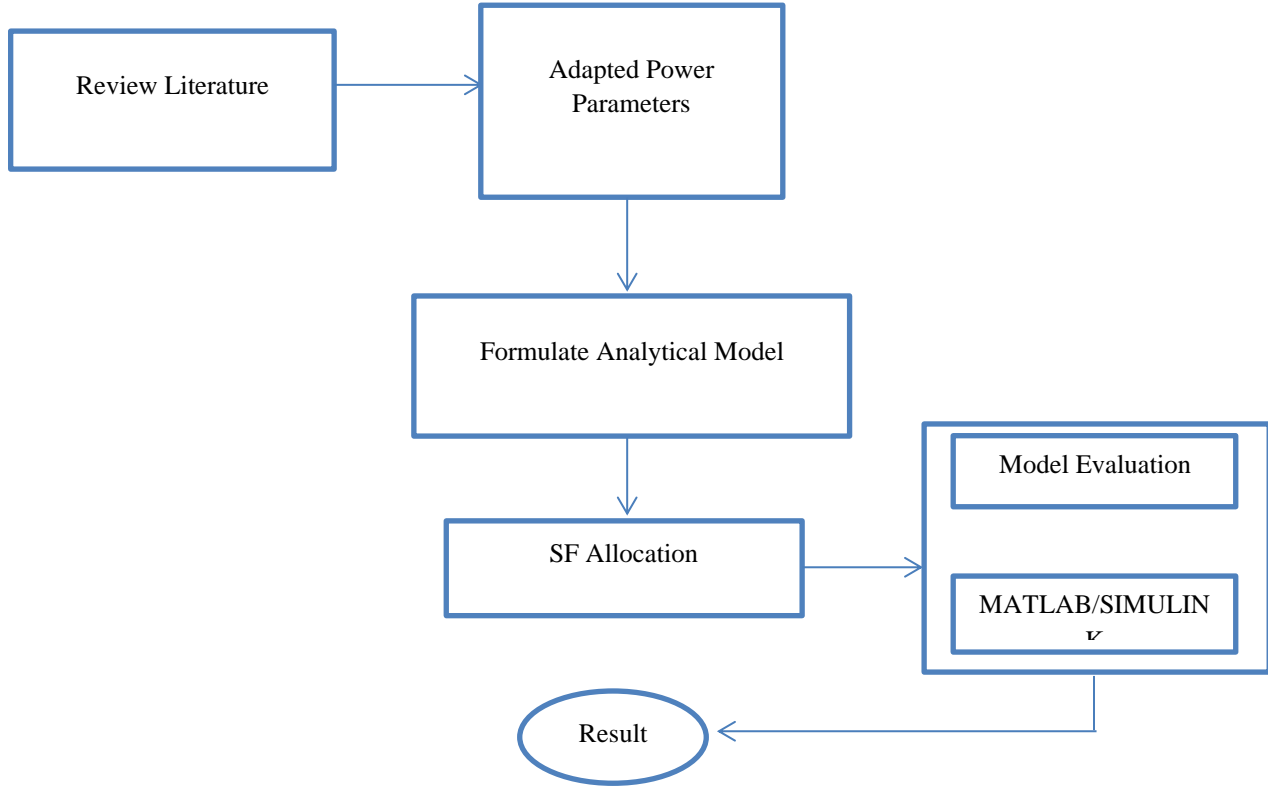 Review Literature
Adapted Power
Parameters
Formulate Analytical Model
SF Allocation
Model Evaluation
MATLAB/SIMULIN
K
Result